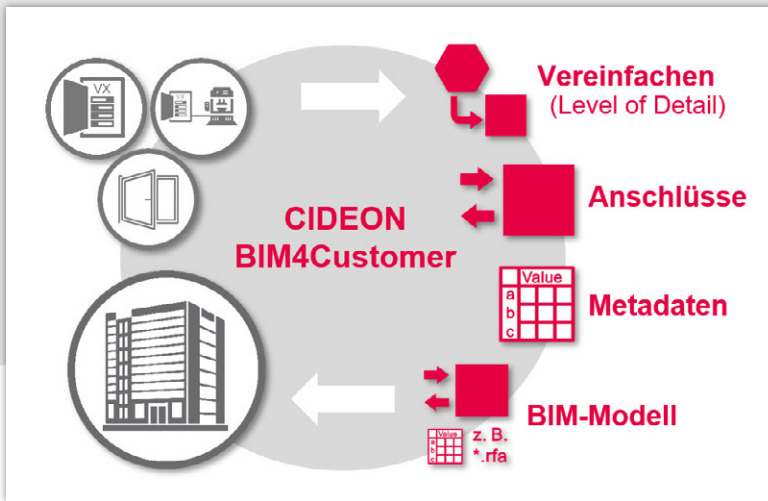 VX
VX
Vereinfachen
(Level of Detail)
Anschlüsse
CIDEON
BIM4Customer
Value
a
b
c
Metadaten
BIM-Modell
Value
a
b
c
z. B.
*.rfa